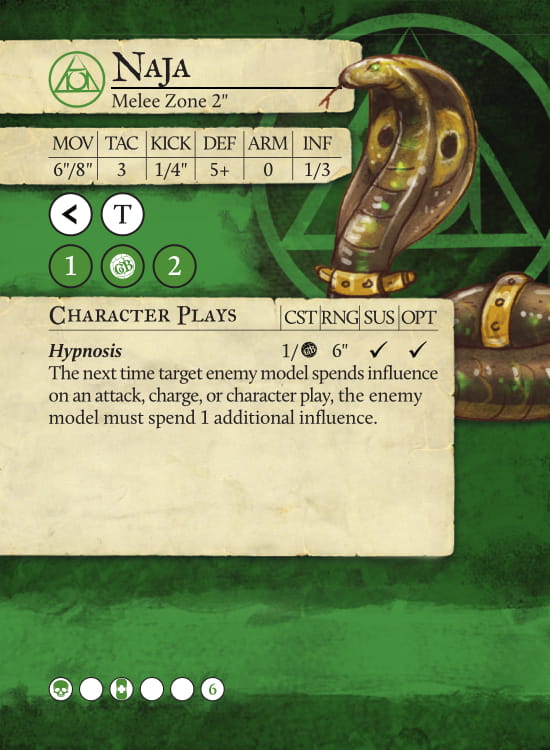 Naja
Melee Zone 2"
MOV TAC KICK DEF ARM INF
6"/8" 3 1/4" 5+ 0 1/3
< T
1 GB 2
Character Plays CST RNG SUS OPT
Hypnosis 1/GB 6" ✓ ✓
The next time target enemy model spends influence
on an attack, charge, or character play, the enemy
model must spend 1 additional influence.
6